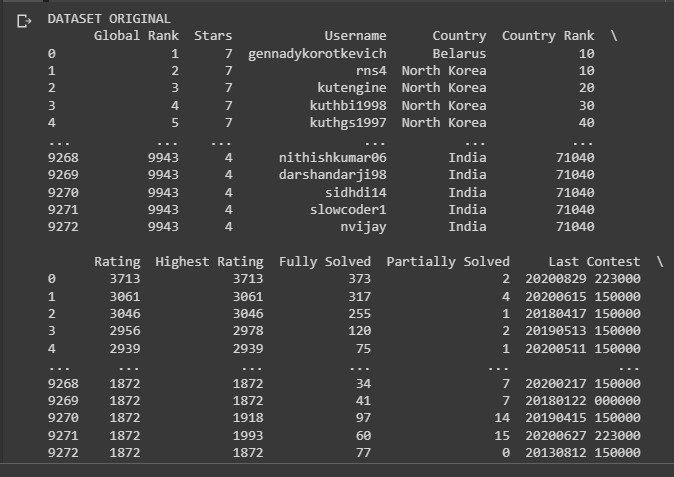 DATASET ORIGINAL
Global Rank Stars Username Country Country Rank \
0 1 7 gennadykorotkevich Belarus 10
1 2 7 rns4 North Korea 10
2 3 7 kutengine North Korea 20
3 4 7 kuthbi1998 North Korea 30
4 5 7 kuthgs1997 North Korea 40
... ... ... ... ... ...
9268 9943 4 nithishkumar06 India 71040
9269 9943 4 darshandarji98 India 71040
9270 9943 4 sidhdi14 India 71040
9271 9943 4 slowcoder1 India 71040
9272 9943 4 nvijay India 71040
Rating Highest Rating Fully Solved Partially Solved Last Contest \
0 3713 3713 373 2 20200829 223000
1 3061 3061 317 4 20200615 150000
2 3046 3046 255 1 20180417 150000
3 2956 2978 120 2 20190513 150000
4 2939 2939 75 1 20200511 150000
... ... ... ... ... ...
9268 1872 1872 34 7 20200217 150000
9269 1872 1872 41 7 20180122 000000
9270 1872 1918 97 14 20190415 150000
9271 1872 1993 60 15 20200627 223000
9272 1872 1872 77 0 20130812 150000